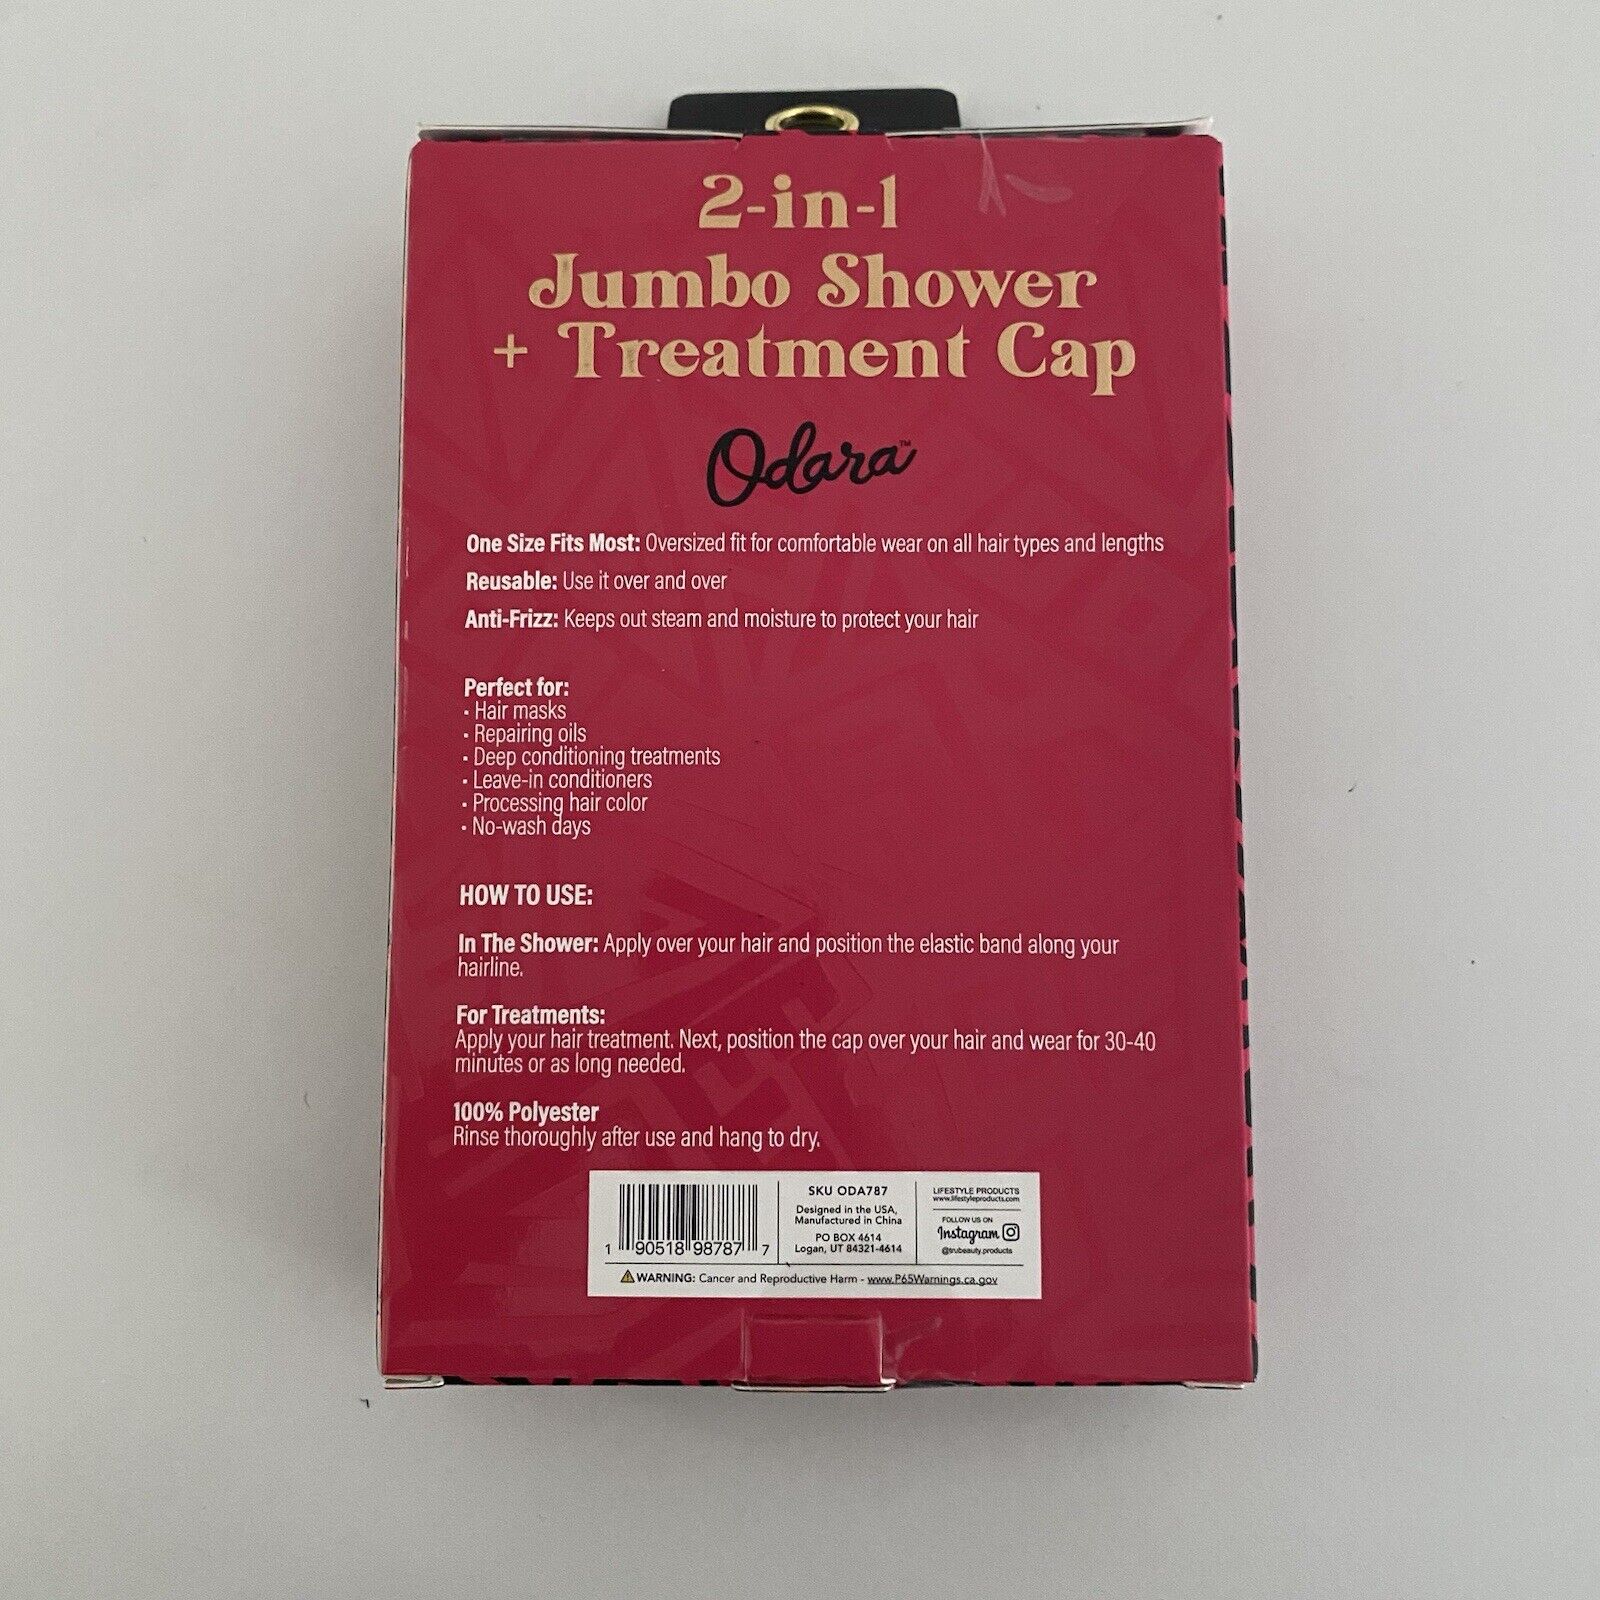 2-in-1
Jumbo Shower
+ Treatment Cap
Odara™
One Size Fits Most: Oversized fit for comfortable wear on all hair types and lengths
Reusable: Use it over and over
Anti-Frizz: Keeps out steam and moisture to protect your hair
Perfect for:
• Hair masks
• Repairing oils
• Deep conditioning treatments
• Leave-in conditioners
• Processing hair color
• No-wash days
HOW TO USE:
In The Shower: Apply over your hair and position the elastic band along your
hairline.
For Treatments:
Apply your hair treatment. Next, position the cap over your hair and wear for 30-40
minutes or as long needed.
100% Polyester
Rinse thoroughly after use and hang to dry.
1 90518 98787 7
SKU ODA787
Designed in the USA,
Manufactured in China
PO BOX 4614
Logan, UT 84321-4614
LIFESTYLE PRODUCTS
www.lifestyleproducts.com
FOLLOW US ON
Instagram
@trubeauty.products
⚠WARNING: Cancer and Reproductive Harm - www.P65Warnings.ca.gov